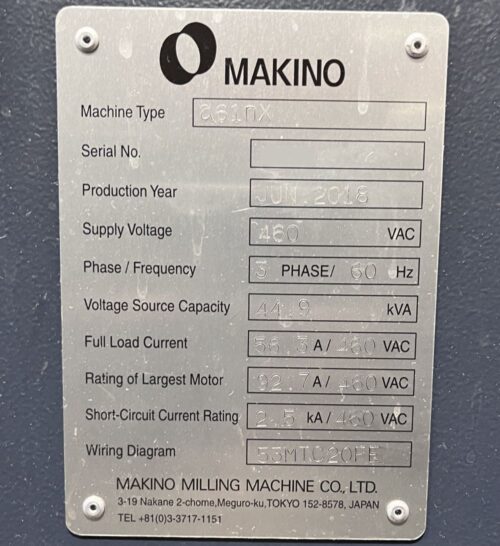 MAKINO
Machine Type a61nx
Serial No.
Production Year JUN.2018
Supply Voltage 460 VAC
Phase / Frequency 3 PHASE/ 60 Hz
Voltage Source Capacity 44.9 kVA
Full Load Current 56.3 A/ 460 VAC
Rating of Largest Motor 92.7 A/ 460 VAC
Short-Circuit Current Rating 2.5 kA/ 460 VAC
Wiring Diagram
MAKINO MILLING MACHINE CO., LTD.
3-19 Nakane 2-chome,Meguro-ku,TOKYO 152-8578, JAPAN
TEL +81(0)3-3717-1151